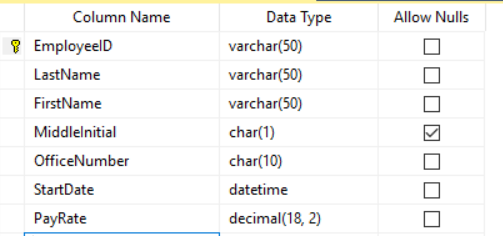 Column Name Data Type Allow Nulls
EmployeeID varchar(50)
LastName varchar(50)
FirstName varchar(50)
MiddleInitial char(1)
OfficeNumber char(10)
StartDate datetime
PayRate decimal(18, 2)